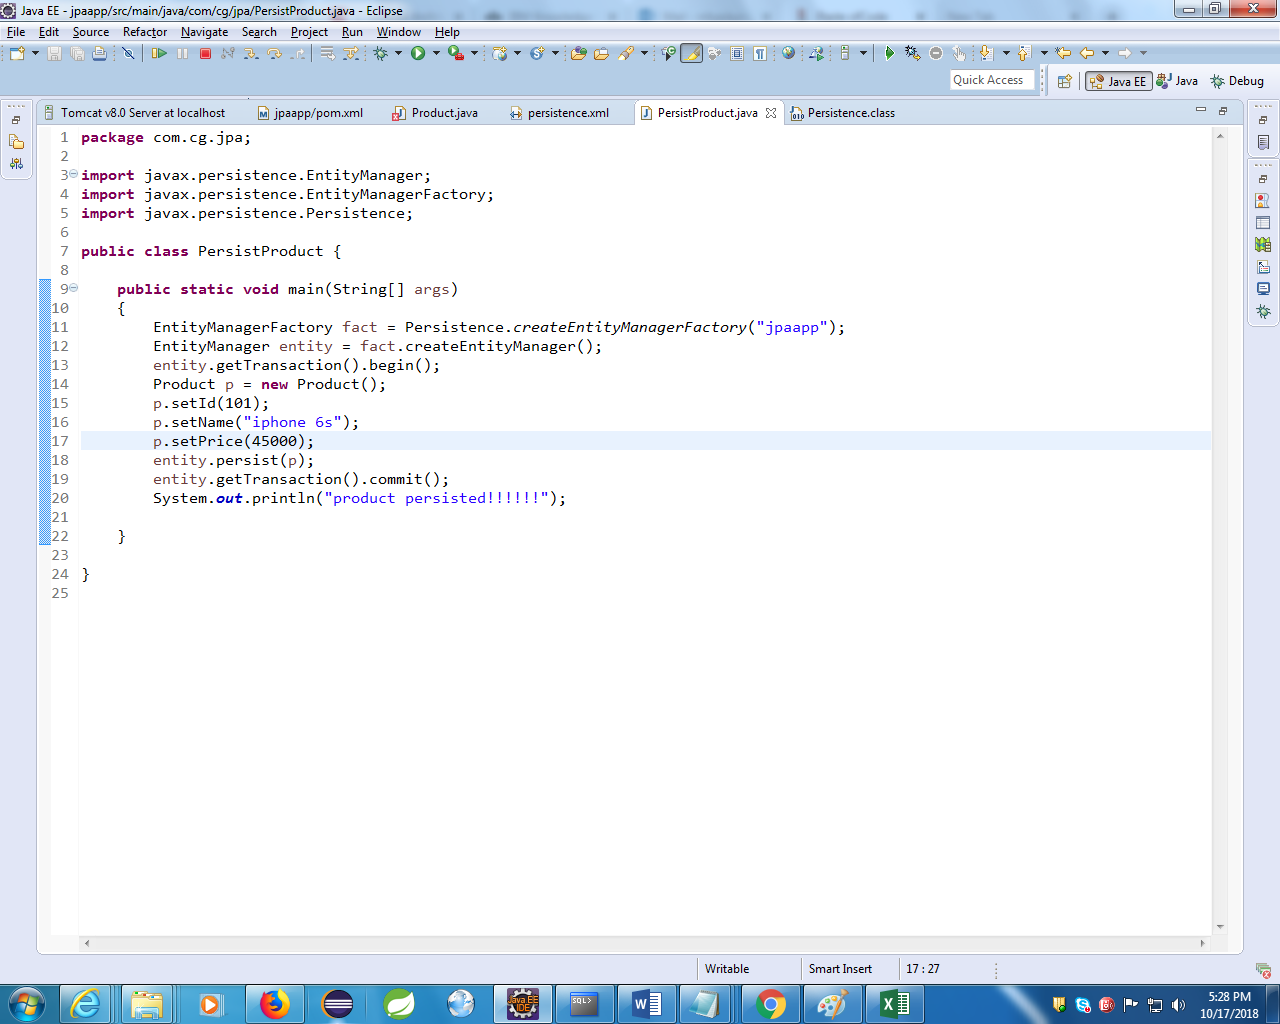 Java EE - jpaapp/src/main/java/com/cg/jpa/PersistProduct.java - Eclipse
File Edit Source Refactor Navigate Search Project Run Window Help
Quick Access
Java EE Java Debug
Tomcat v8.0 Server at localhost jpaapp/pom.xml Product.java persistence.xml PersistProduct.java Persistence.class
1 package com.cg.jpa;
2
3 import javax.persistence.EntityManager;
4 import javax.persistence.EntityManagerFactory;
5 import javax.persistence.Persistence;
6
7 public class PersistProduct {
8
9 public static void main(String[] args)
10 {
11 EntityManagerFactory fact = Persistence.createEntityManagerFactory("jpaapp");
12 EntityManager entity = fact.createEntityManager();
13 entity.getTransaction().begin();
14 Product p = new Product();
15 p.setId(101);
16 p.setName("iphone 6s");
17 p.setPrice(45000);
18 entity.persist(p);
19 entity.getTransaction().commit();
20 System.out.println("product persisted!!!!!!");
21
22 }
23
24 }
25
Writable Smart Insert 17 : 27
Java EE
IDE
SQL>
5:28 PM
10/17/2018